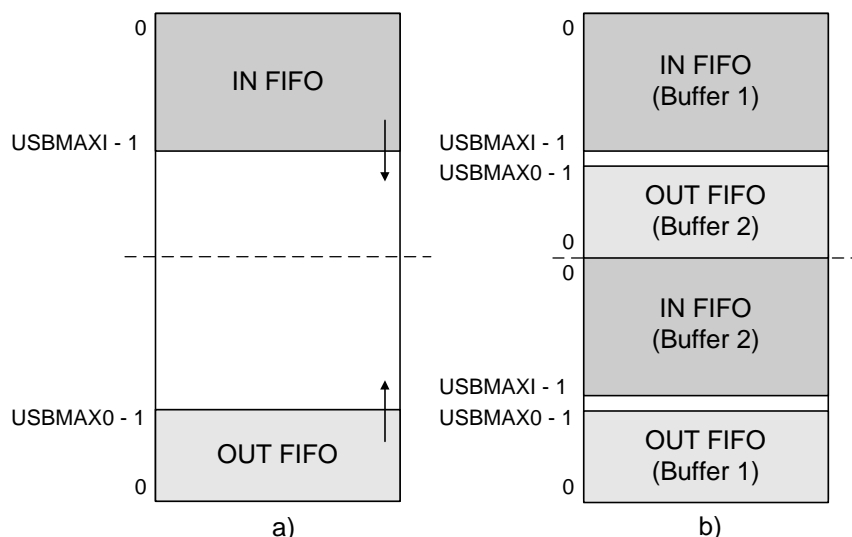 0
IN FIFO
USBMAXI - 1
USBMAX0 - 1
OUT FIFO
0
a)
IN FIFO
(Buffer 1)
USBMAXI - 1
USBMAX0 - 1
OUT FIFO
(Buffer 2)
0
0
IN FIFO
(Buffer 2)
USBMAXI - 1
USBMAX0 - 1
OUT FIFO
(Buffer 1)
0
0
b)